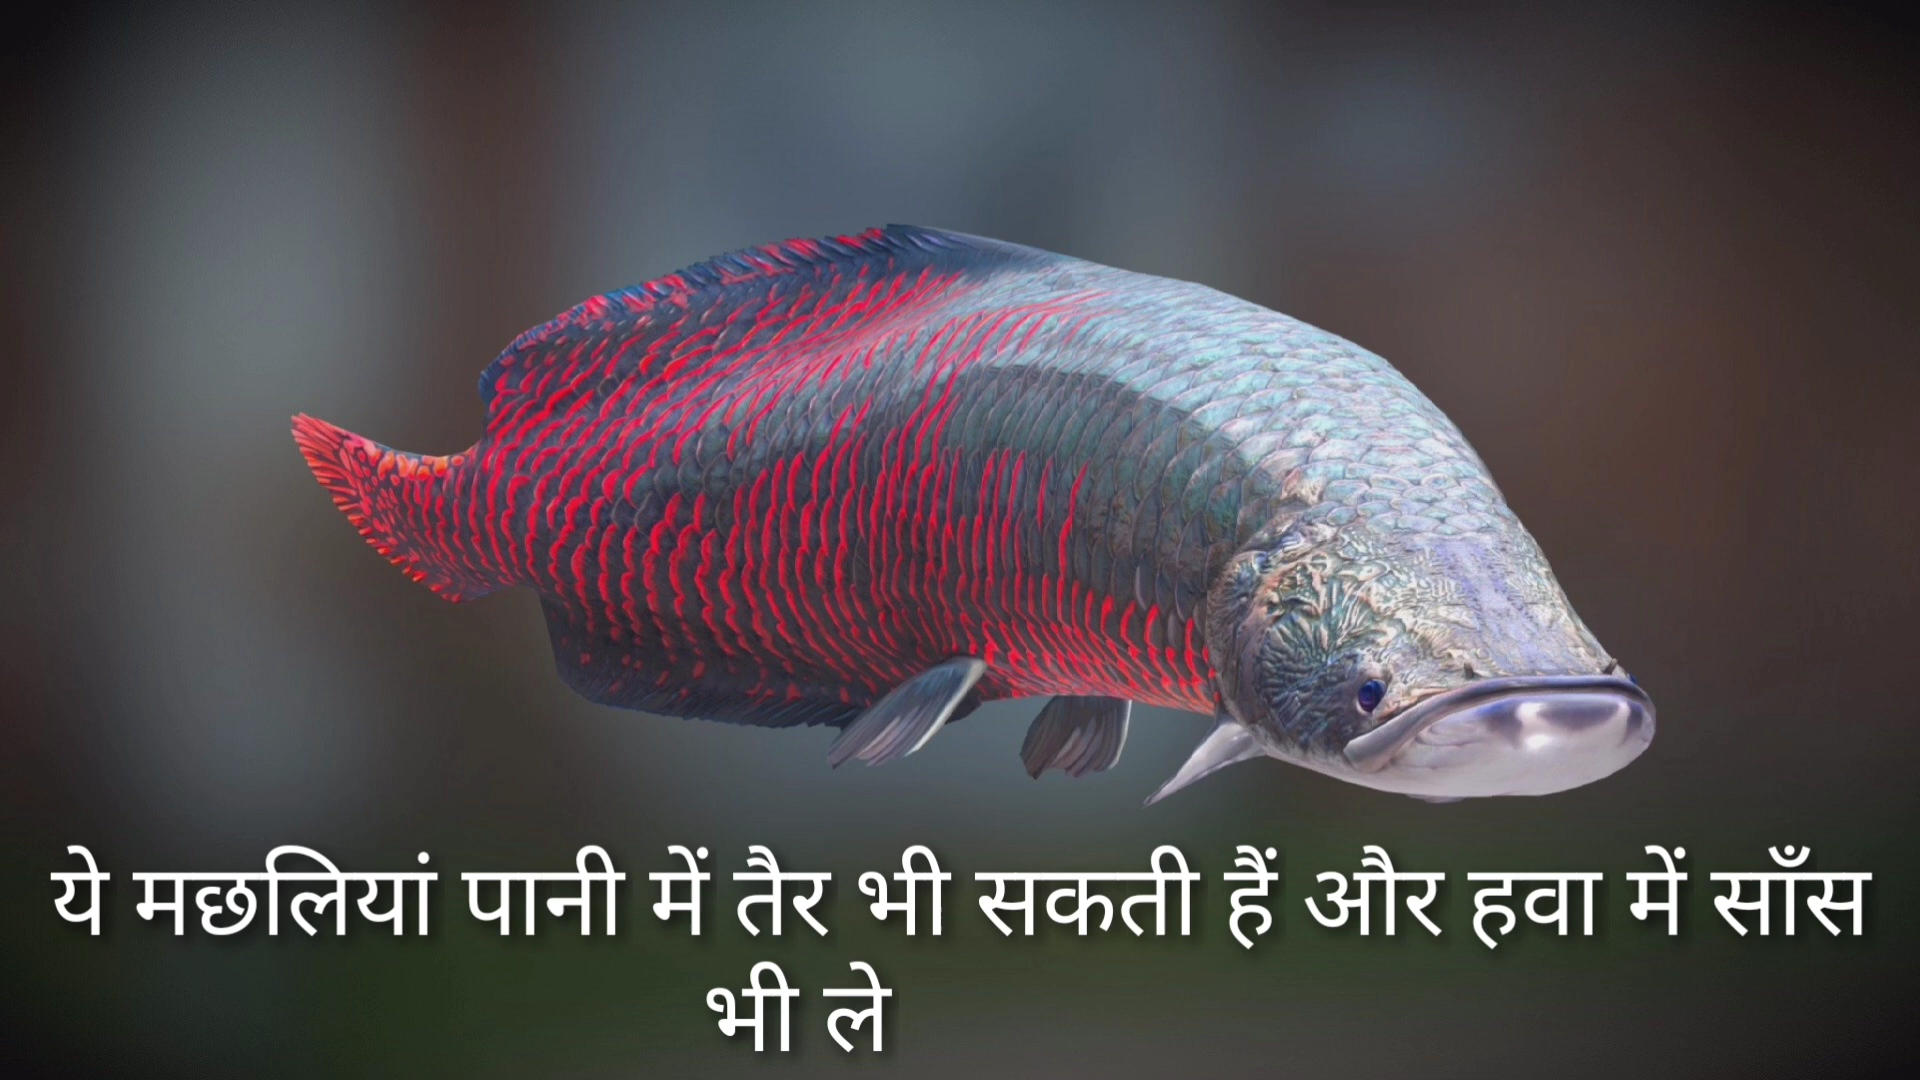 ये मछलियां पानी में तैर भी सकती हैं और हवा में साँस
भी ले